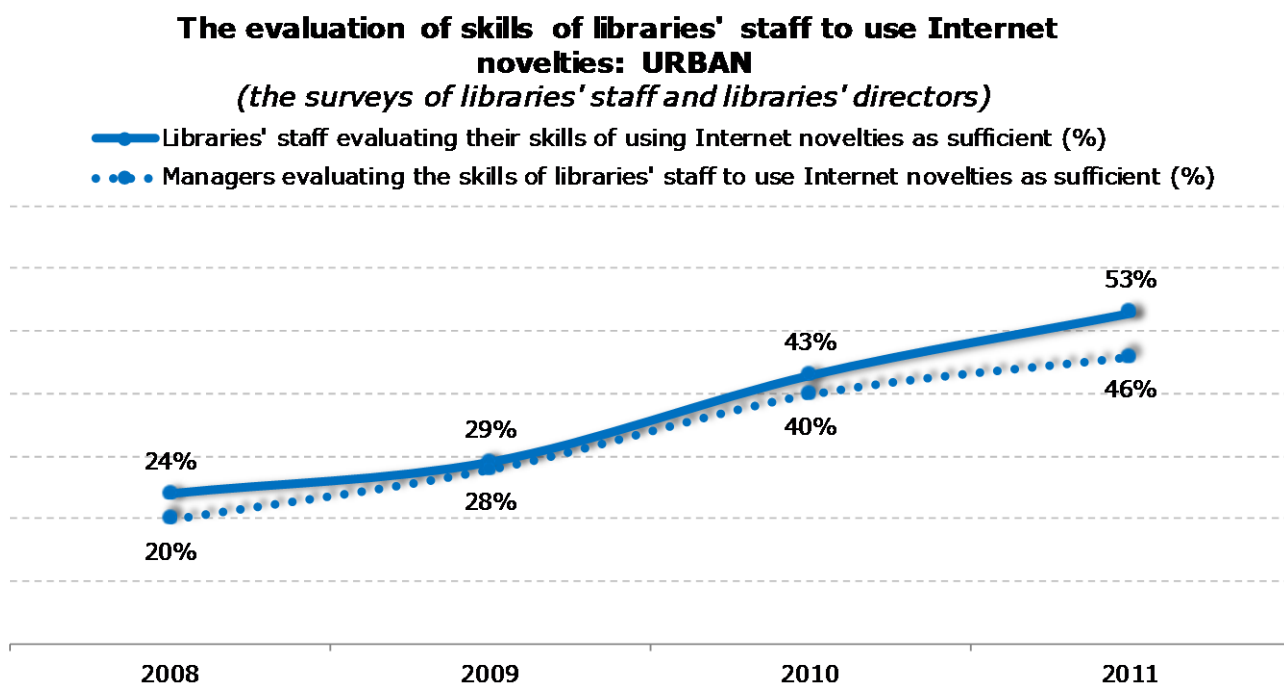 The evaluation of skills of libraries' staff to use Internet
novelties: URBAN
(the surveys of libraries' staff and libraries' directors)
Libraries' staff evaluating their skills of using Internet novelties as sufficient (%)
Managers evaluating the skills of libraries' staff to use Internet novelties as sufficient (%)
53%
43%
46%
40%
29%
24%
28%
20%
2008 2009 2010 2011